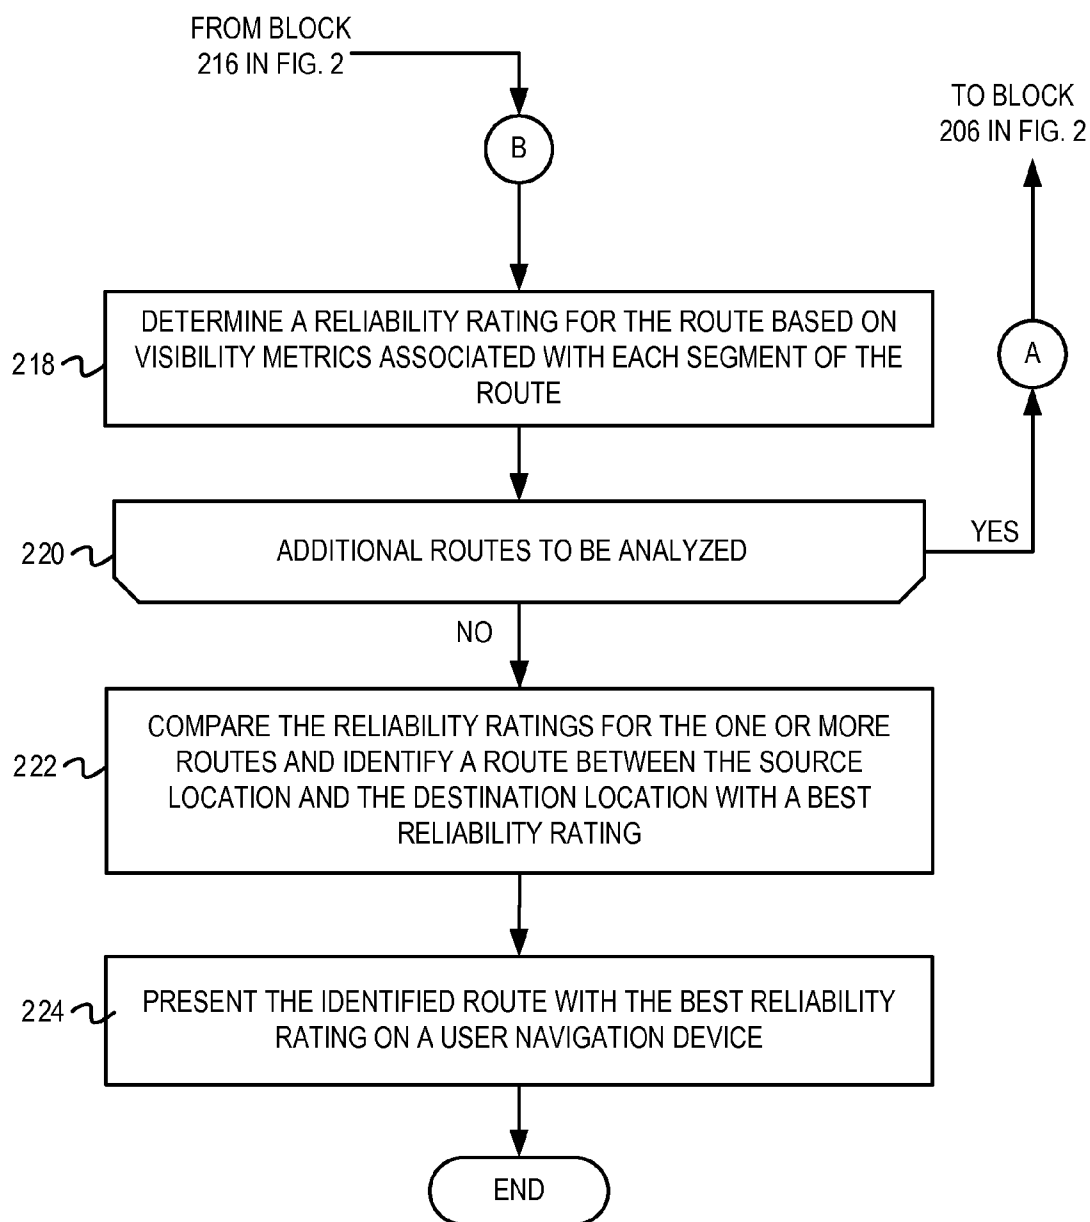 FROM BLOCK
216 IN FIG. 2
TO BLOCK
206 IN FIG. 2
B
A
218
DETERMINE A RELIABILITY RATING FOR THE ROUTE BASED ON
VISIBILITY METRICS ASSOCIATED WITH EACH SEGMENT OF THE
ROUTE
220
ADDITIONAL ROUTES TO BE ANALYZED
YES
NO
222
COMPARE THE RELIABILITY RATINGS FOR THE ONE OR MORE
ROUTES AND IDENTIFY A ROUTE BETWEEN THE SOURCE
LOCATION AND THE DESTINATION LOCATION WITH A BEST
RELIABILITY RATING
224
PRESENT THE IDENTIFIED ROUTE WITH THE BEST RELIABILITY
RATING ON A USER NAVIGATION DEVICE
END